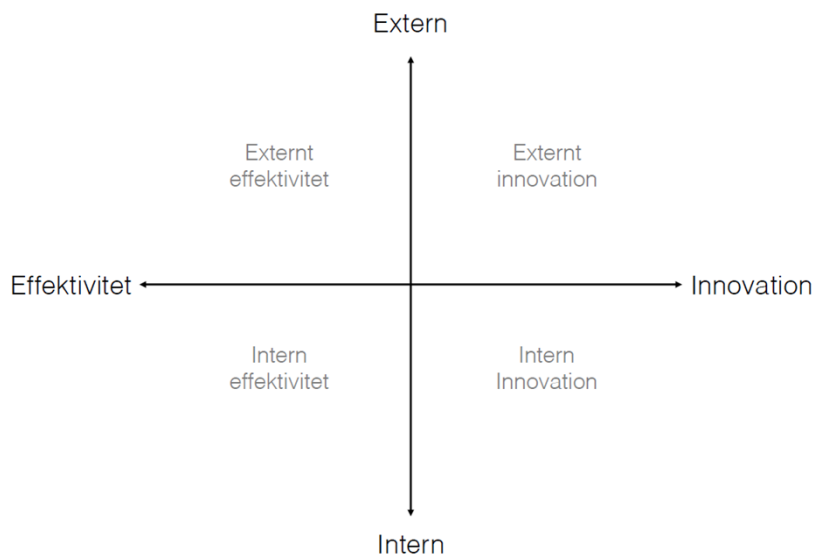 Extern
Externt
effektivitet
Externt
innovation
Effektivitet
Innovation
Intern
effektivitet
Intern
Innovation
Intern